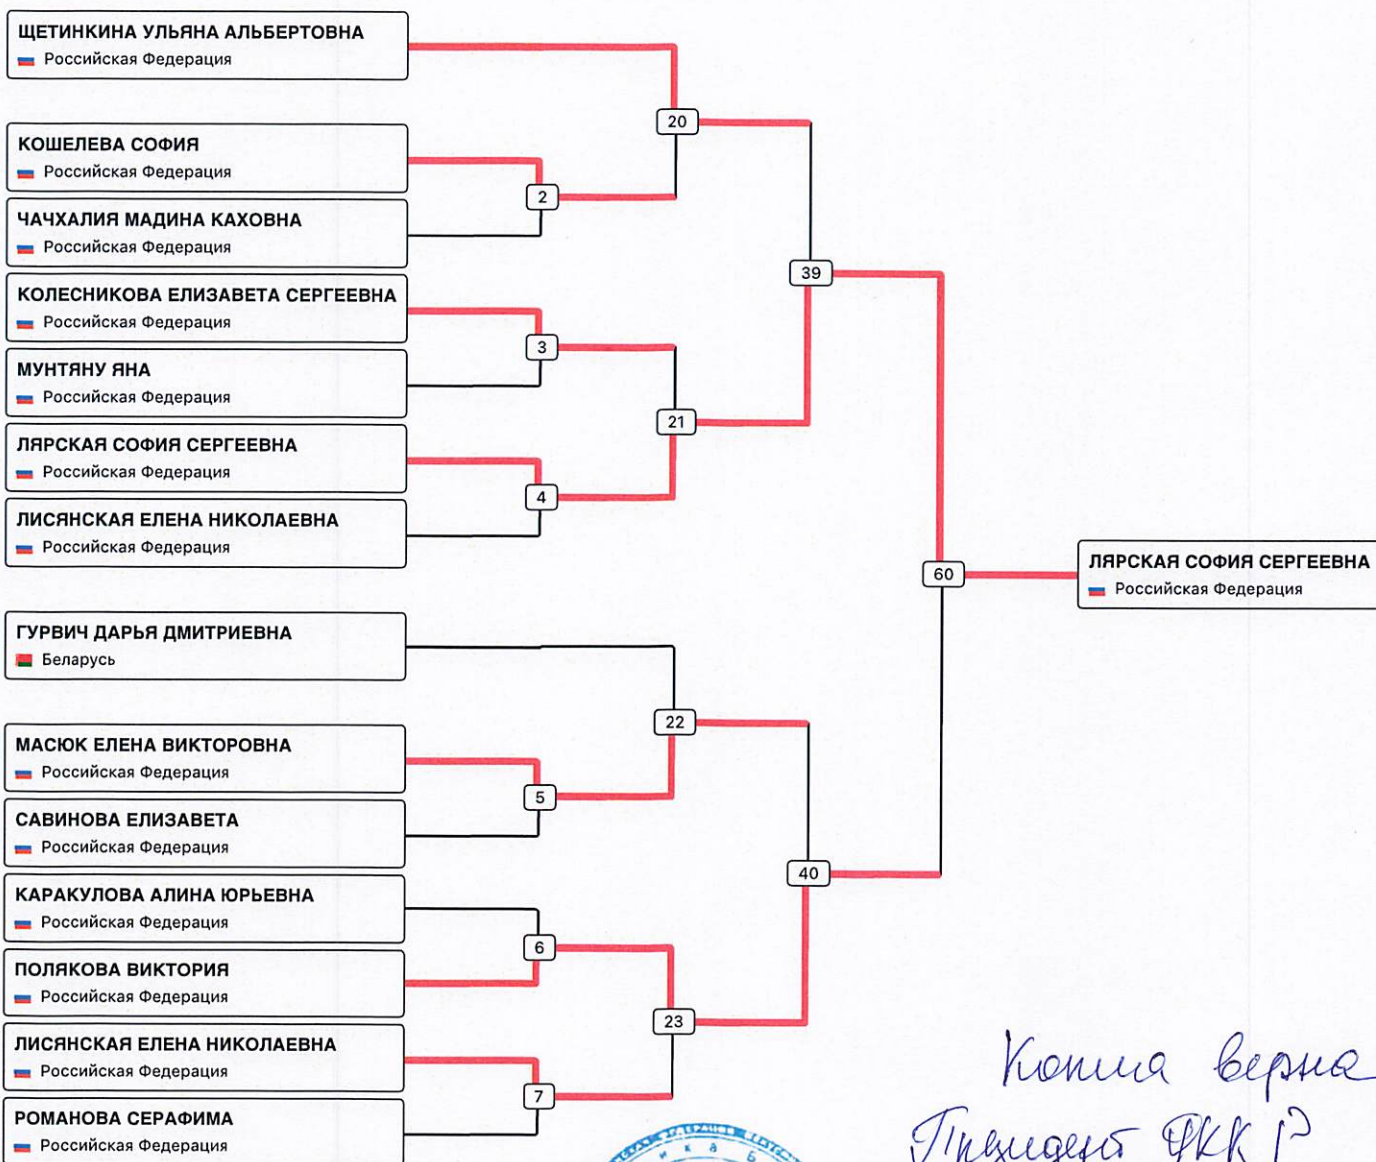 ЩЕТИНКИНА УЛЬЯНА АЛЬБЕРТОВНА
Российская Федерация
20
КОШЕЛЕВА СОФИЯ
Российская Федерация
2
ЧАЧХАЛИЯ МАДИНА КАХОВНА
Российская Федерация
39
КОЛЕСНИКОВА ЕЛИЗАВЕТА СЕРГЕЕВНА
Российская Федерация
3
МУНТЯНУ ЯНА
Российская Федерация
21
ЛЯРСКАЯ СОФИЯ СЕРГЕЕВНА
Российская Федерация
4
ЛИСЯНСКАЯ ЕЛЕНА НИКОЛАЕВНА
Российская Федерация
60
ЛЯРСКАЯ СОФИЯ СЕРГЕЕВНА
Российская Федерация
ГУРВИЧ ДАРЬЯ ДМИТРИЕВНА
Беларусь
22
МАСЮК ЕЛЕНА ВИКТОРОВНА
Российская Федерация
5
САВИНОВА ЕЛИЗАВЕТА
Российская Федерация
40
КАРАКУЛОВА АЛИНА ЮРЬЕВНА
Российская Федерация
6
ПОЛЯКОВА ВИКТОРИЯ
Российская Федерация
23
ЛИСЯНСКАЯ ЕЛЕНА НИКОЛАЕВНА
Российская Федерация
7
РОМАНОВА СЕРАФИМА
Российская Федерация
Копия верна
Президент ФКК